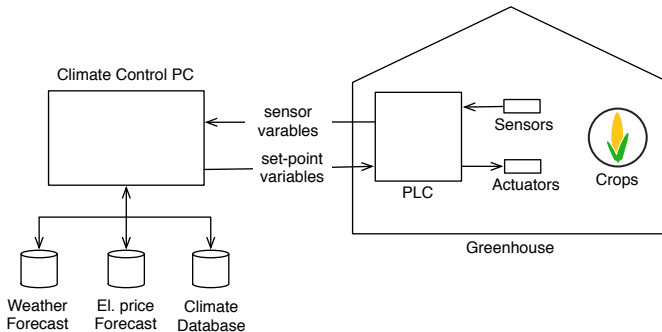 Climate Control PC
sensor
varables
set-point
variables
Sensors
Actuators
PLC
Crops
Greenhouse
Weather
Forecast
El. price
Forecast
Climate
Database